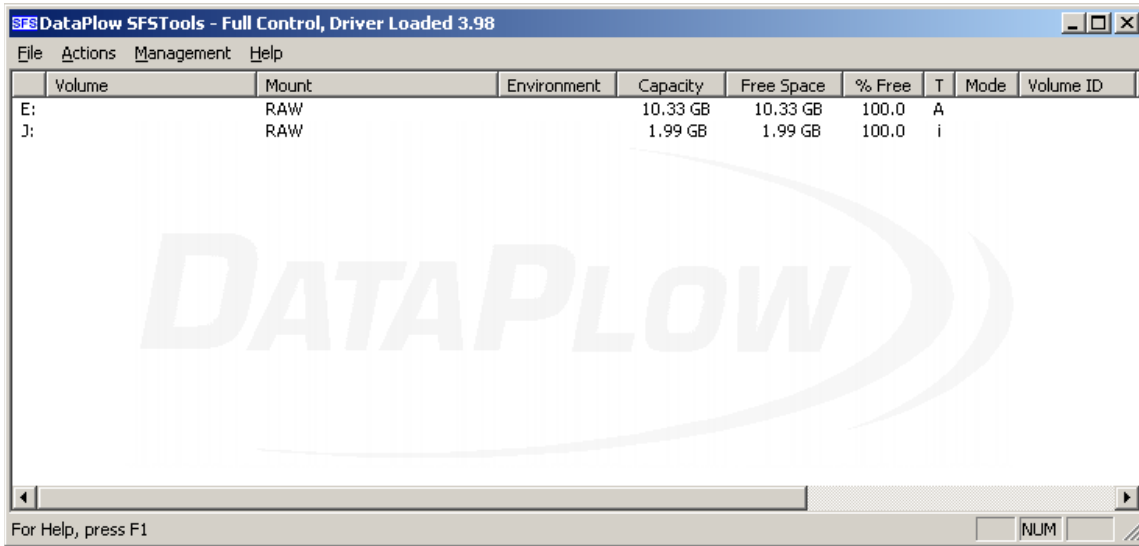 SFS DataPlow SFSTools - Full Control, Driver Loaded 3.98
File Actions Management Help
Volume Mount Environment Capacity Free Space % Free T Mode Volume ID
E: RAW 10.33 GB 10.33 GB 100.0 A
J: RAW 1.99 GB 1.99 GB 100.0 i
DATAPLOW
For Help, press F1 NUM